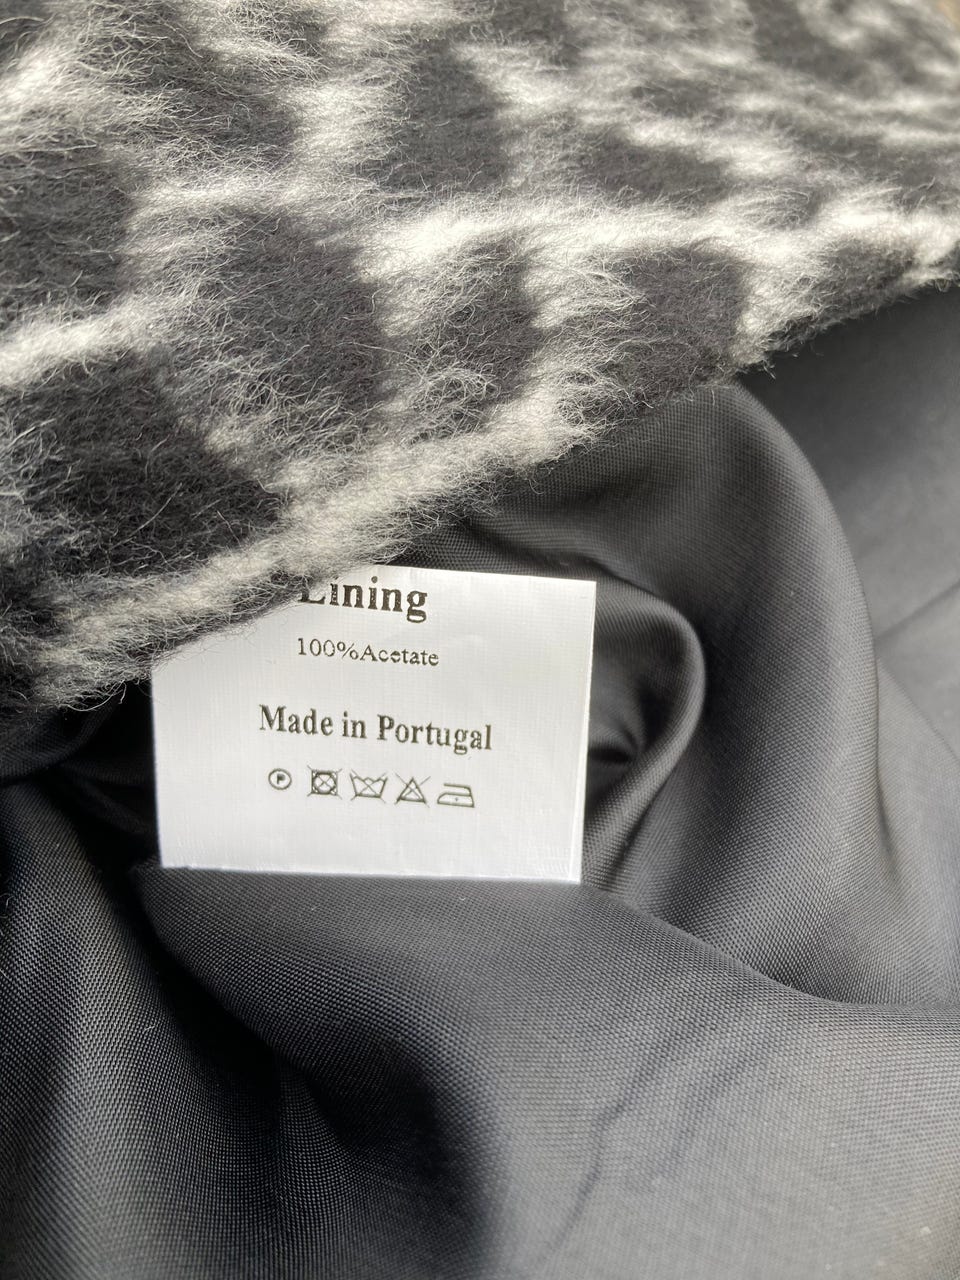 Lining
100%Acetate
Made in Portugal
P